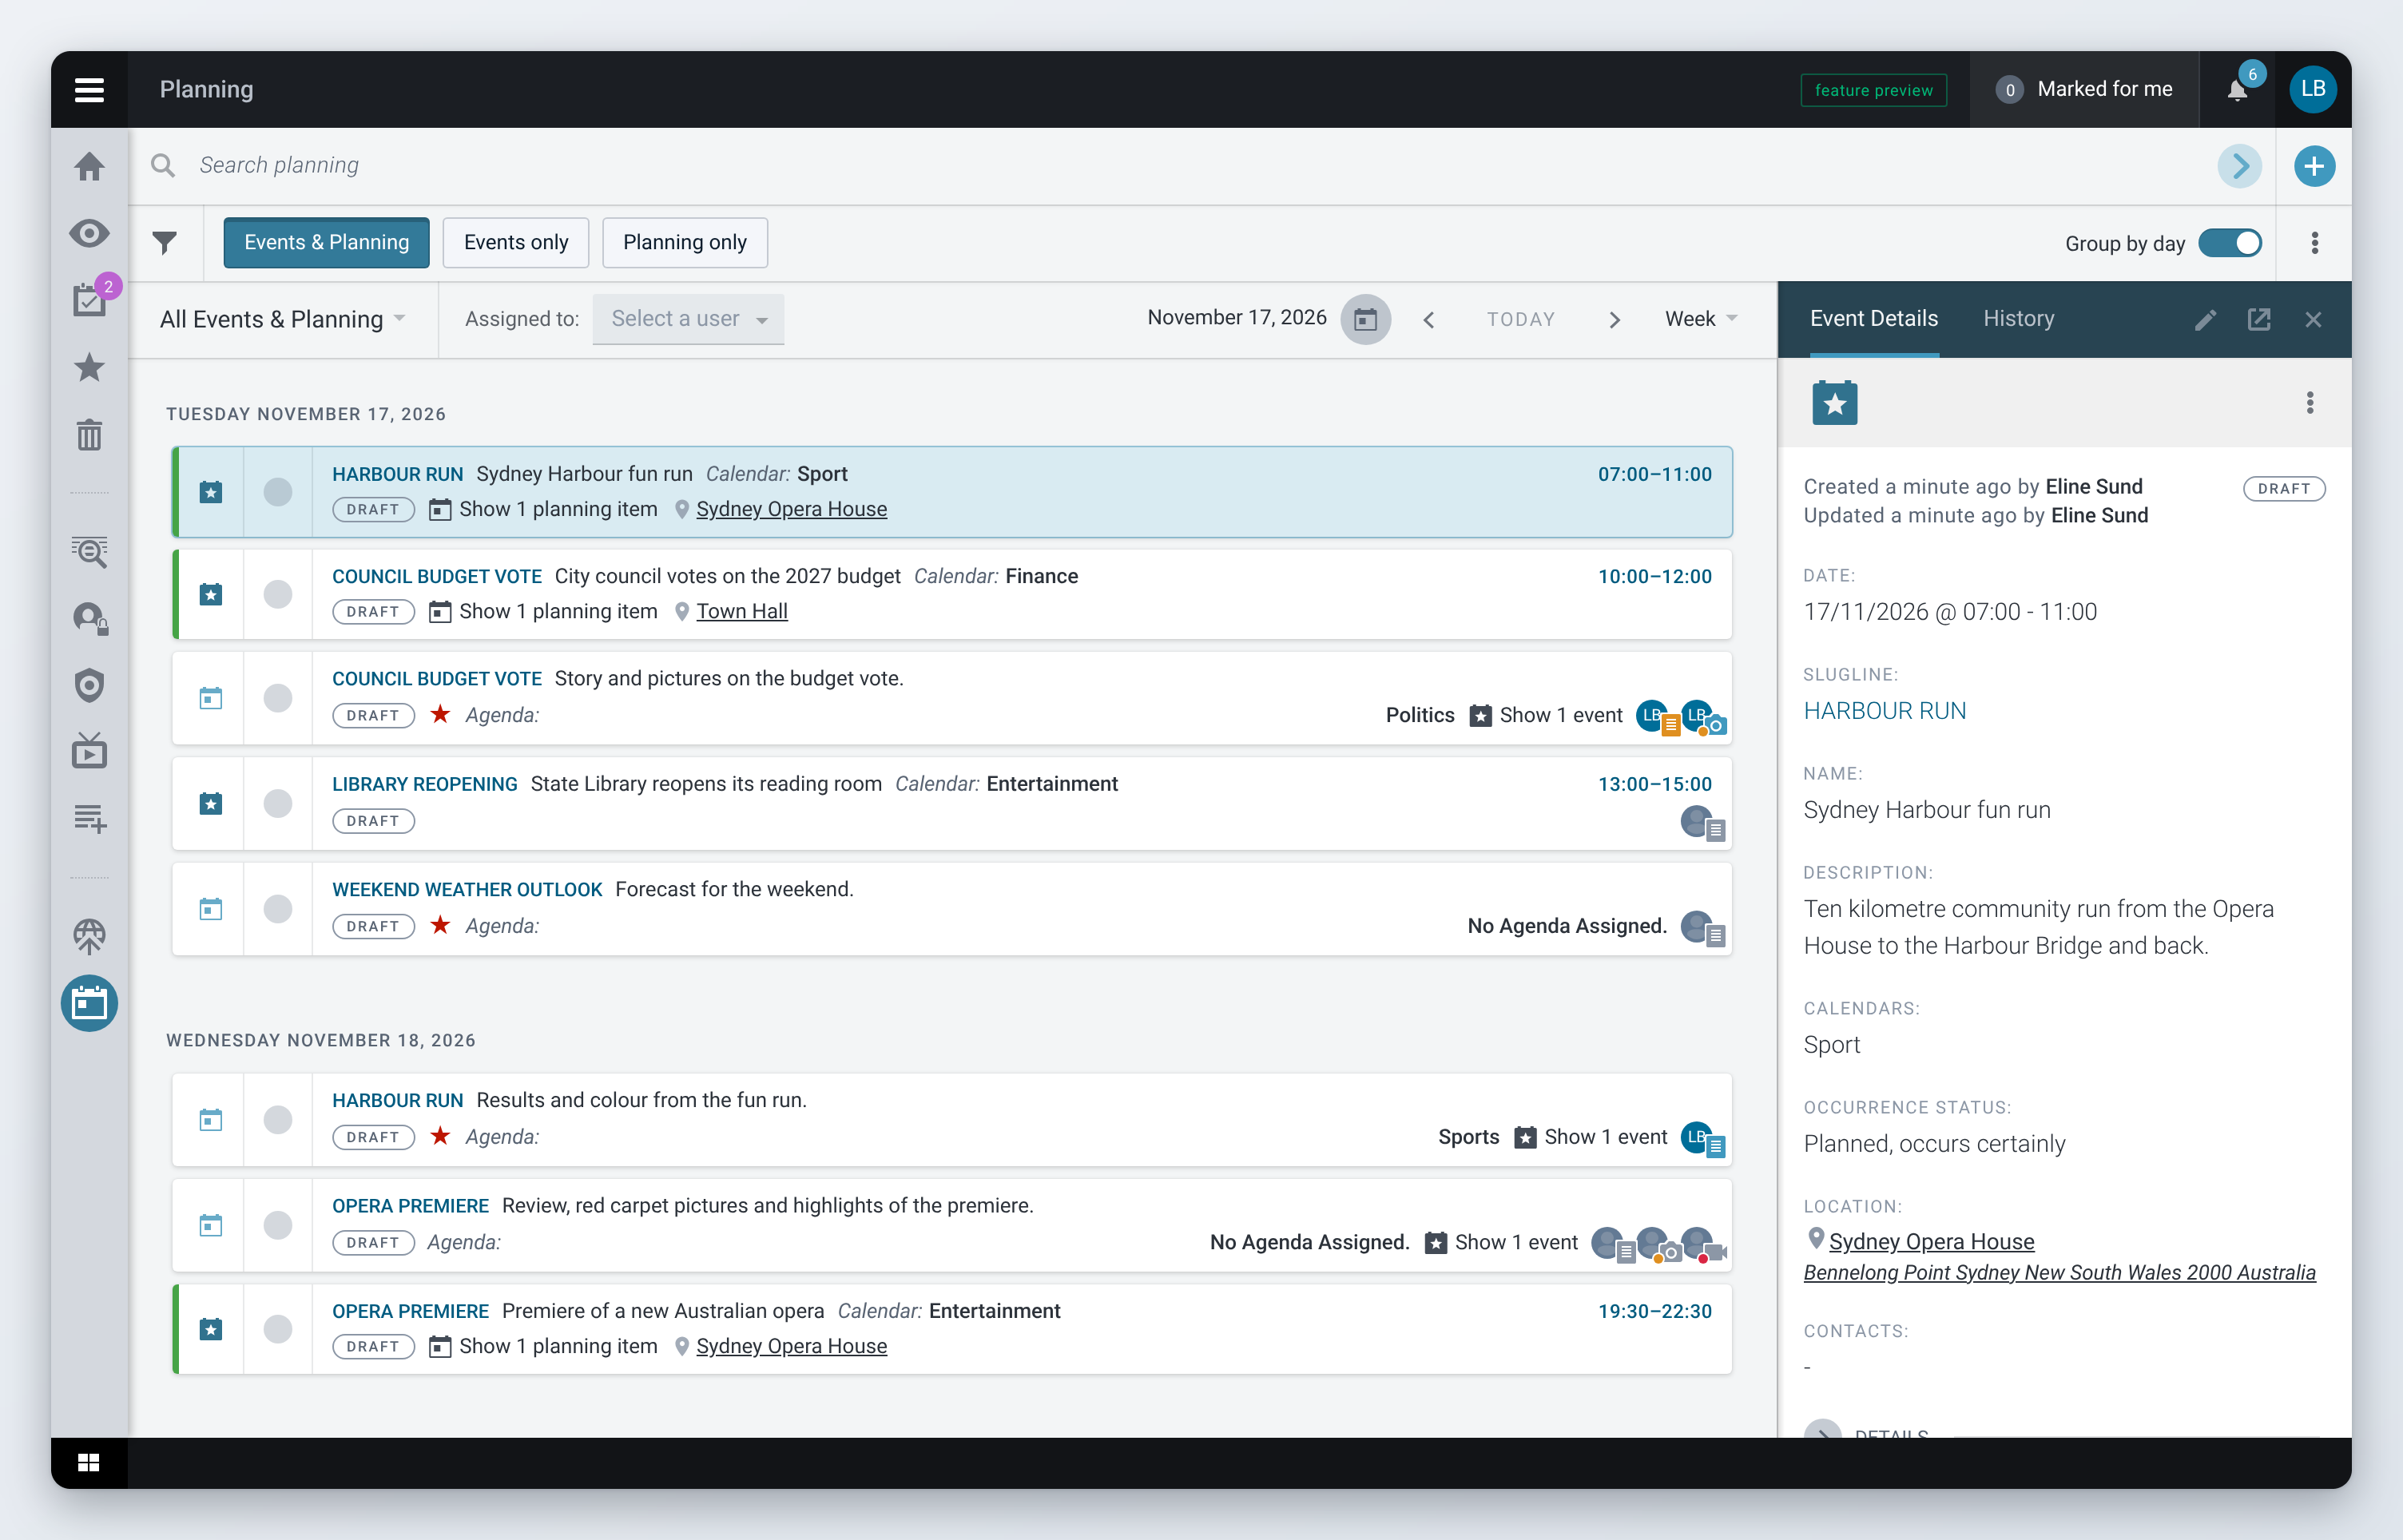 Planning
feature preview
0 Marked for me
6
LB
Search planning
Events & Planning
Events only
Planning only
Group by day
2
All Events & Planning
Assigned to:
Select a user
November 17, 2026
TODAY
Week
Event Details
History
TUESDAY NOVEMBER 17, 2026
HARBOUR RUN Sydney Harbour fun run Calendar: Sport 07:00–11:00
DRAFT Show 1 planning item Sydney Opera House
COUNCIL BUDGET VOTE City council votes on the 2027 budget Calendar: Finance 10:00–12:00
DRAFT Show 1 planning item Town Hall
COUNCIL BUDGET VOTE Story and pictures on the budget vote.
DRAFT Agenda: Politics Show 1 event LB LB
LIBRARY REOPENING State Library reopens its reading room Calendar: Entertainment 13:00–15:00
DRAFT
WEEKEND WEATHER OUTLOOK Forecast for the weekend.
DRAFT Agenda: No Agenda Assigned.
WEDNESDAY NOVEMBER 18, 2026
HARBOUR RUN Results and colour from the fun run.
DRAFT Agenda: Sports Show 1 event LB
OPERA PREMIERE Review, red carpet pictures and highlights of the premiere.
DRAFT Agenda: No Agenda Assigned. Show 1 event
OPERA PREMIERE Premiere of a new Australian opera Calendar: Entertainment 19:30–22:30
DRAFT Show 1 planning item Sydney Opera House
Created a minute ago by Eline Sund
DRAFT
Updated a minute ago by Eline Sund
DATE:
17/11/2026 @ 07:00 - 11:00
SLUGLINE:
HARBOUR RUN
NAME:
Sydney Harbour fun run
DESCRIPTION:
Ten kilometre community run from the Opera
House to the Harbour Bridge and back.
CALENDARS:
Sport
OCCURRENCE STATUS:
Planned, occurs certainly
LOCATION:
Sydney Opera House
Bennelong Point Sydney New South Wales 2000 Australia
CONTACTS:
-
DETAILS